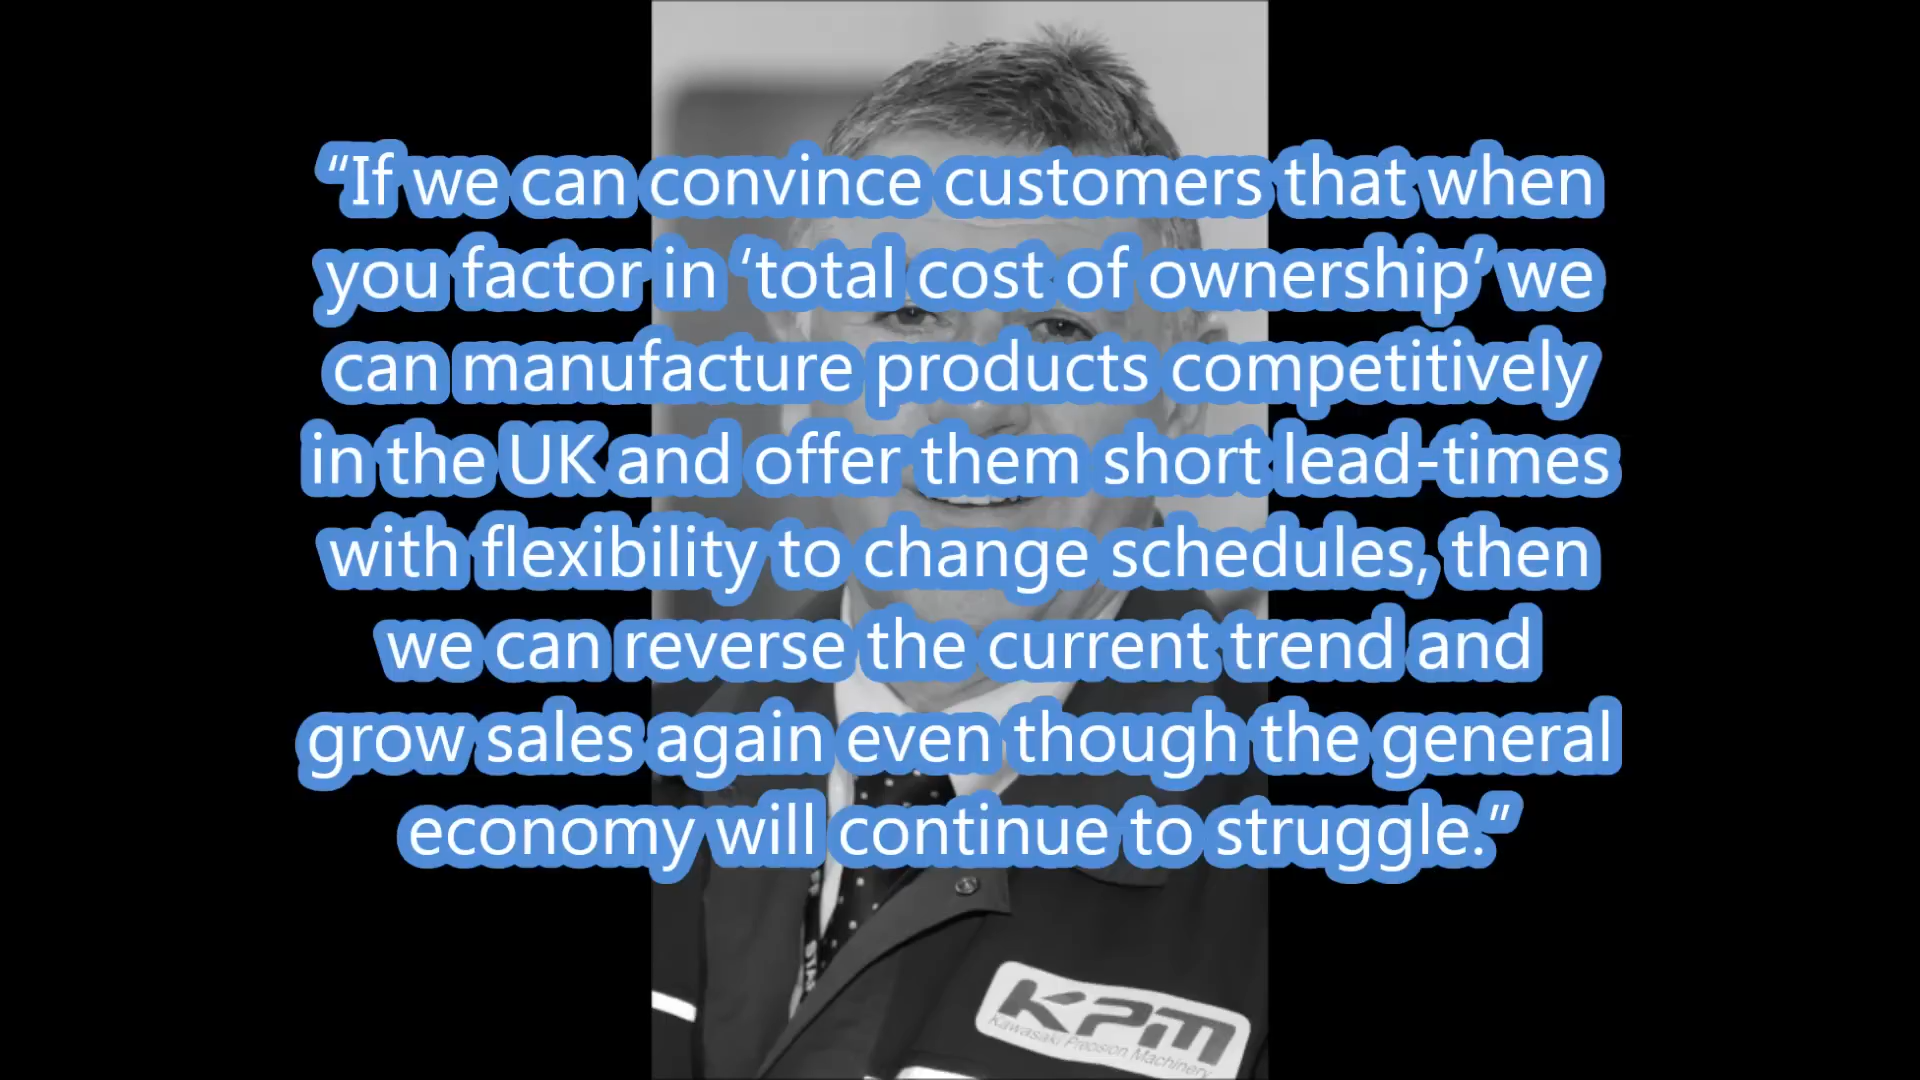 “If we can convince customers that when
you factor in ‘total cost of ownership’ we
can manufacture products competitively
in the UK and offer them short lead-times
with flexibility to change schedules, then
we can reverse the current trend and
grow sales again even though the general
economy will continue to struggle.”
KPM
Kawasaki Precision Machinery